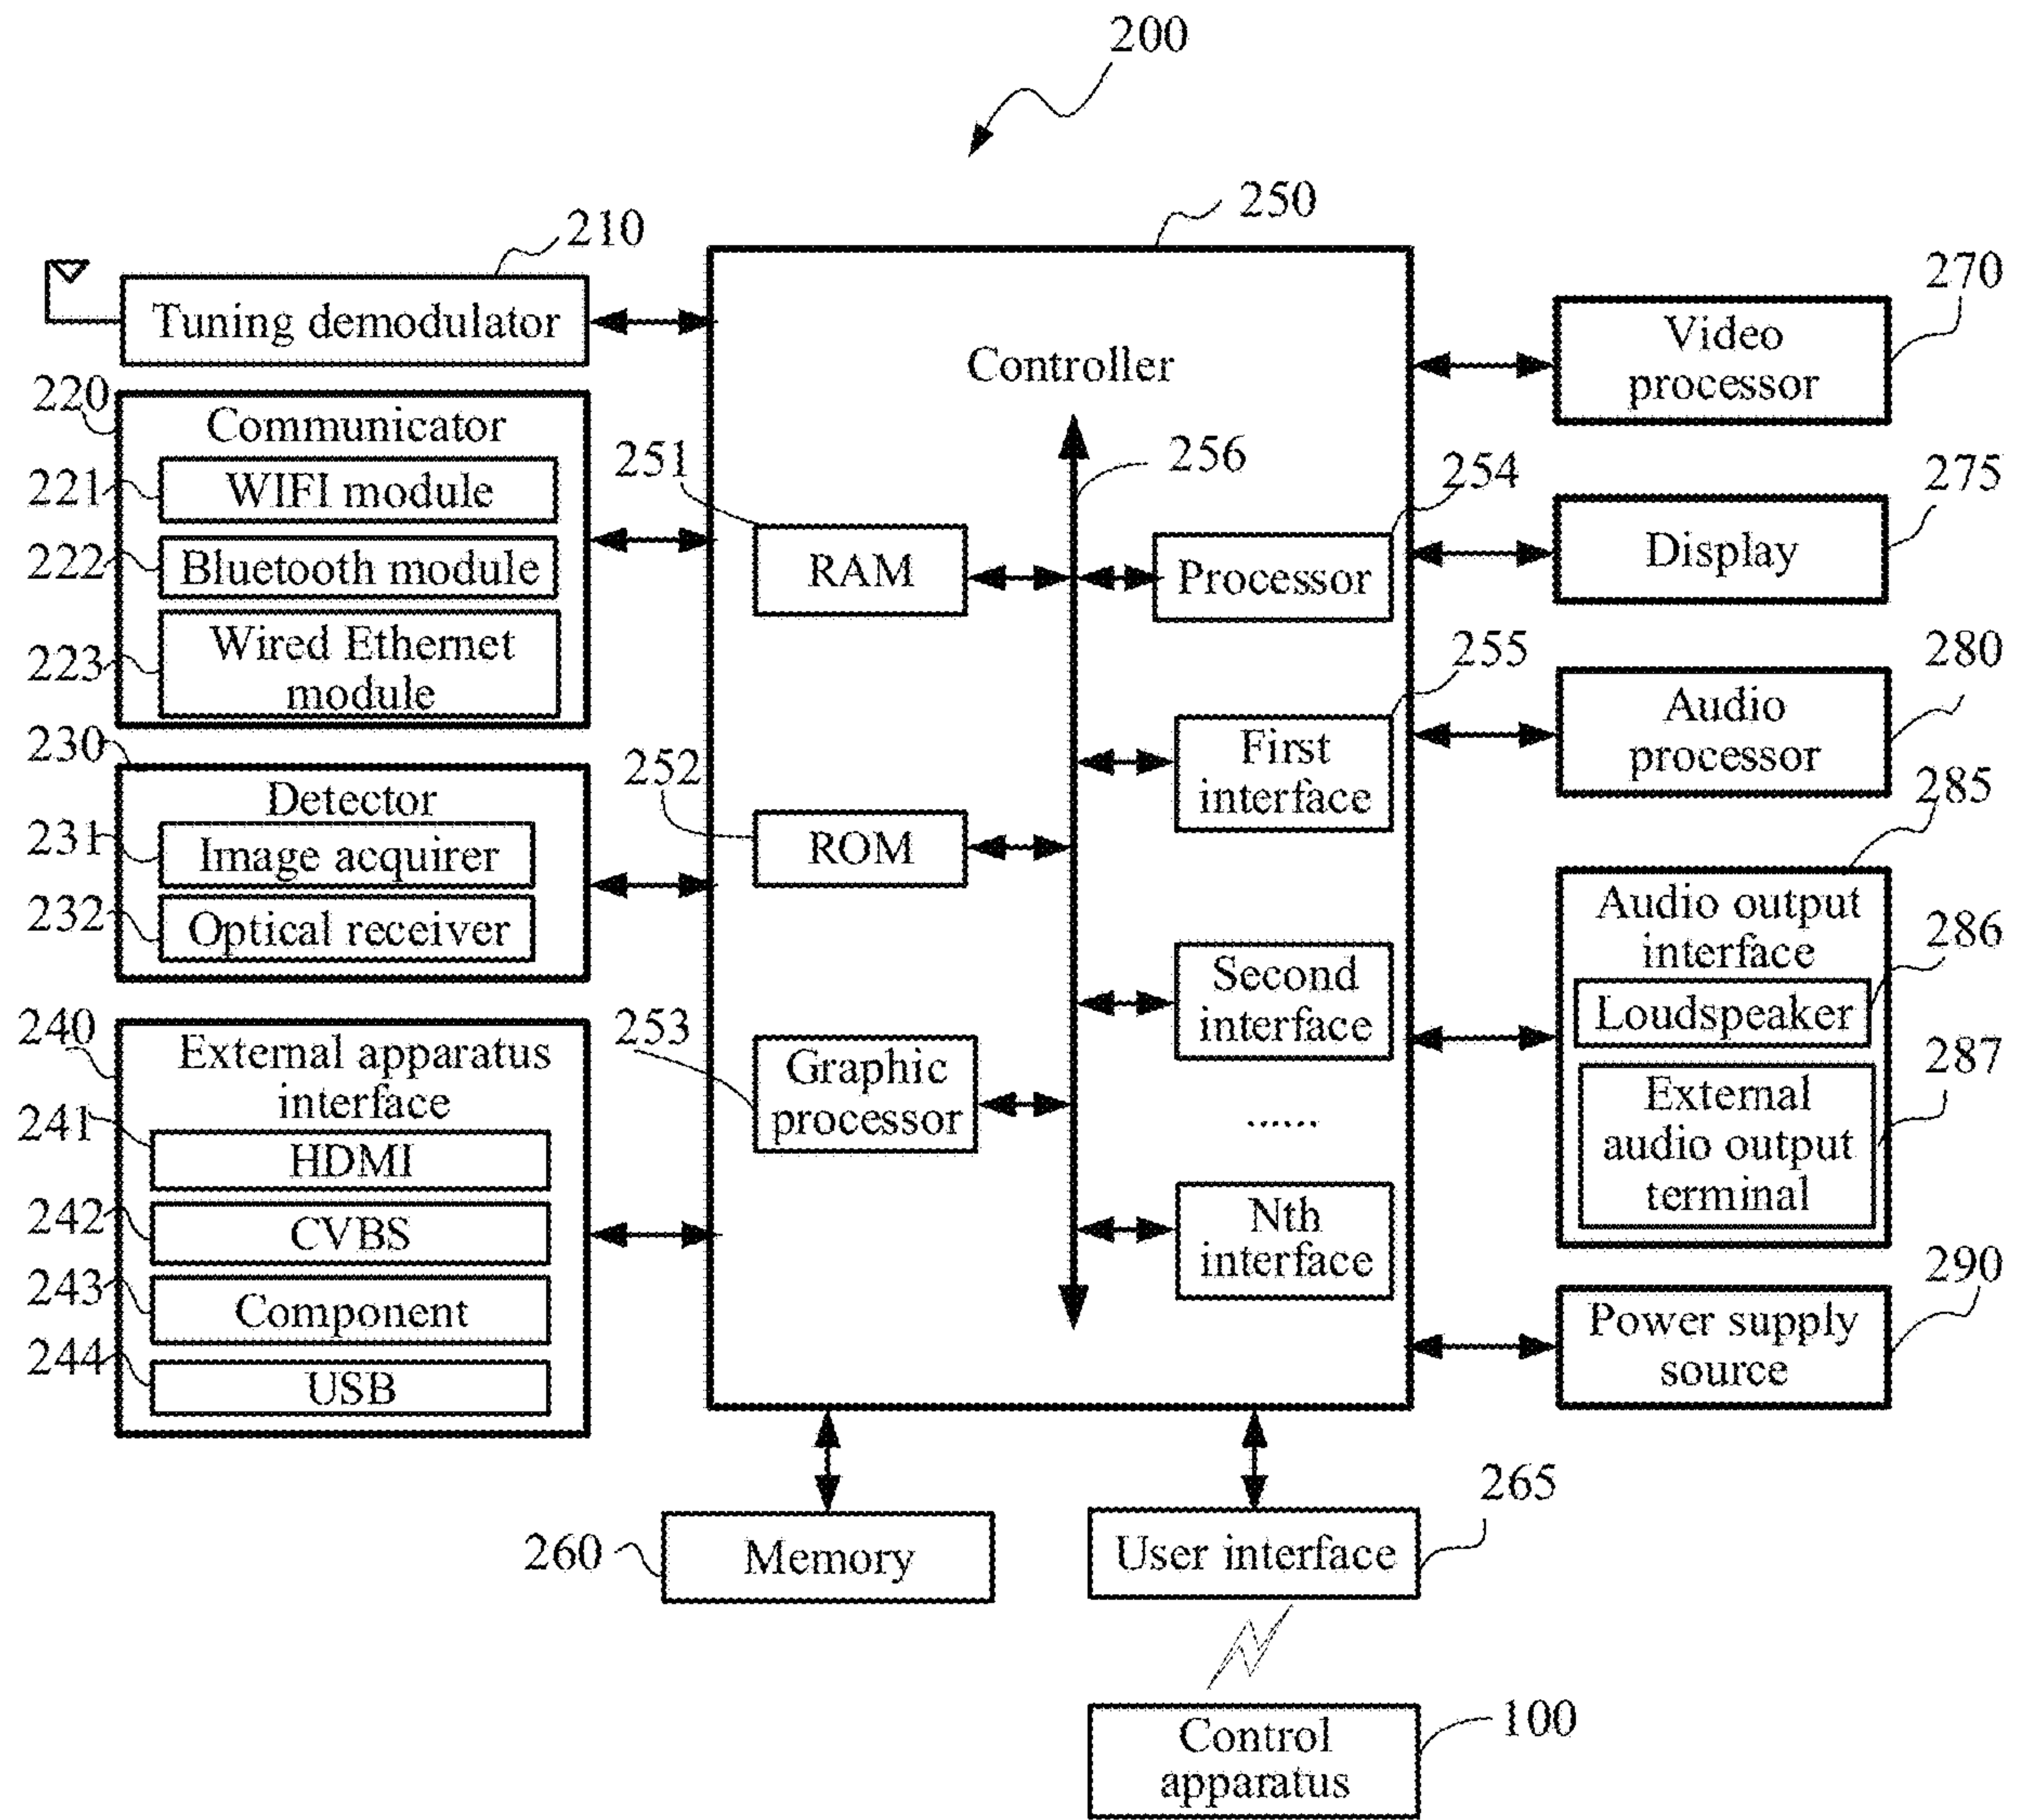 200
250
210
Tuning demodulator
220
Communicator
221
WIFI module
222
Bluetooth module
223
Wired Ethernet
module
230
Detector
231
Image acquirer
232
Optical receiver
240
External apparatus
interface
241
HDMI
242
CVBS
243
Component
244
USB
Controller
256
251
RAM
252
ROM
253
Graphic
processor
254
Processor
255
First
interface
Second
interface
......
Nth
interface
270
Video
processor
275
Display
280
Audio
processor
285
Audio output
interface
286
Loudspeaker
287
External
audio output
terminal
290
Power supply
source
260
Memory
265
User interface
100
Control
apparatus